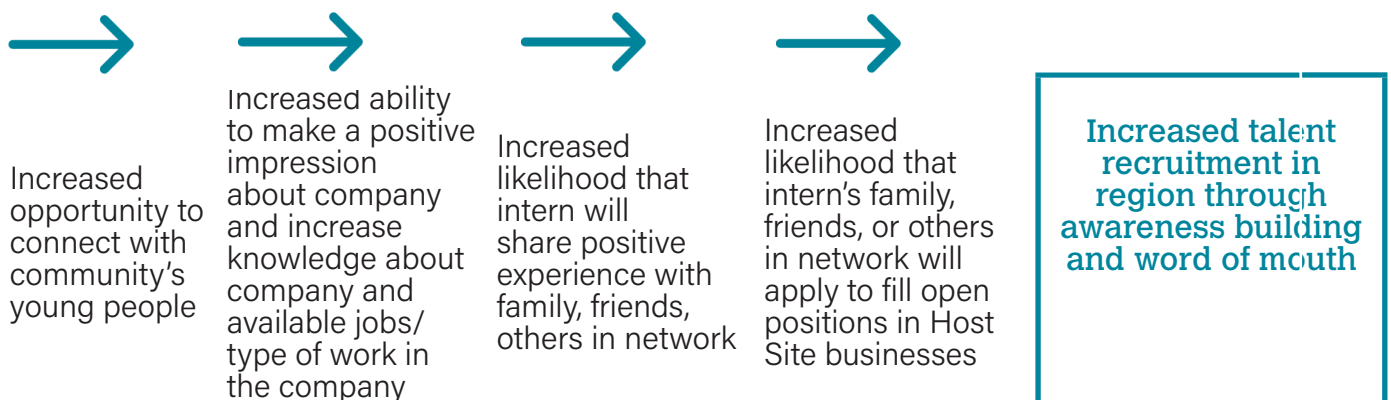 Increased
opportunity to
connect with
community’s
young people
Increased ability
to make a positive
impression
about company
and increase
knowledge about
company and
available jobs/
type of work in
the company
Increased
likelihood that
intern will
share positive
experience with
family, friends,
others in network
Increased
likelihood that
intern’s family,
friends, or others
in network will
apply to fill open
positions in Host
Site businesses
Increased talent
recruitment in
region through
awareness building
and word of mouth